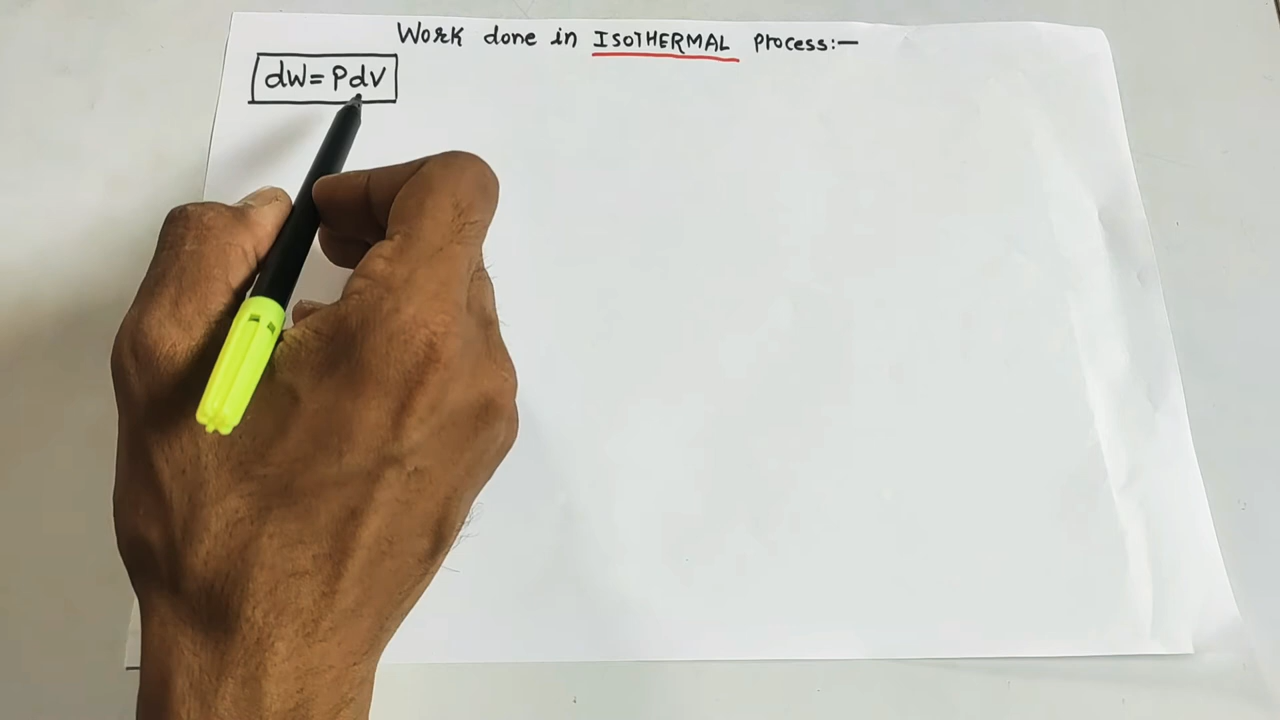 Work done in ISOTHERMAL Process:-
dW = PdV